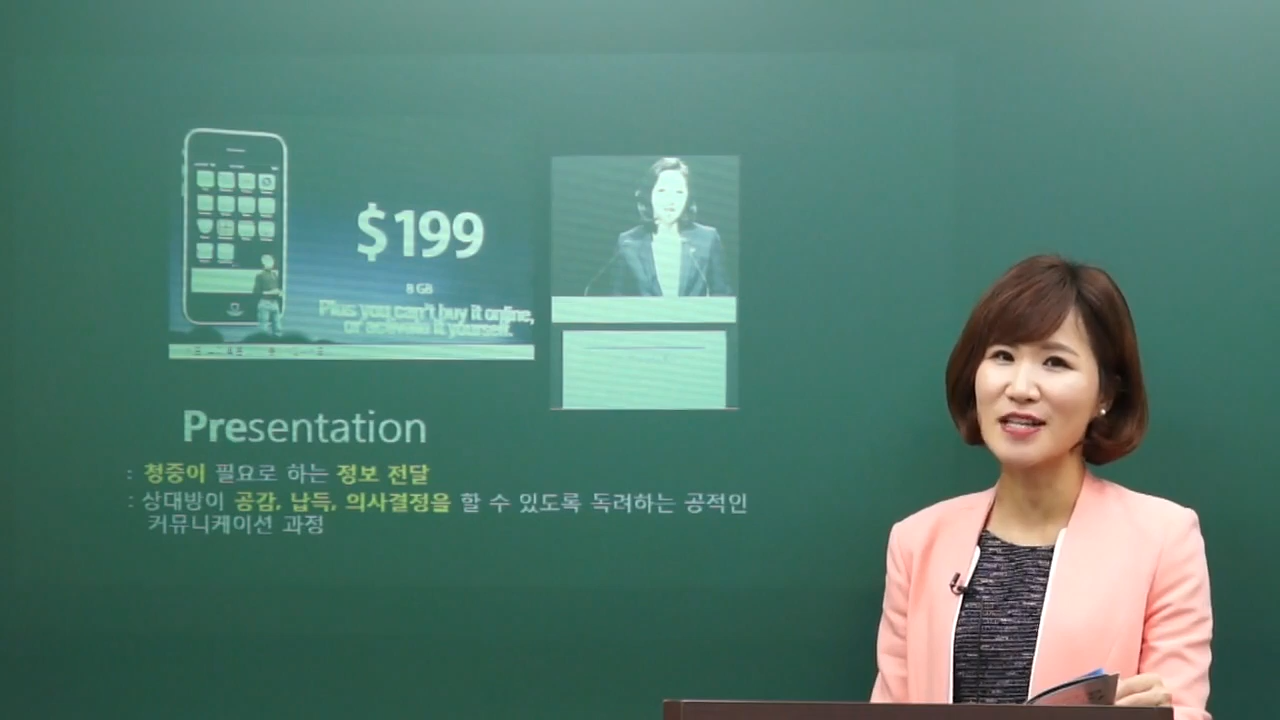 $199
8 GB
Plus you can't buy it online,
or activate it yourself.
Presentation
: 청중이 필요로 하는 정보 전달
: 상대방이 공감, 납득, 의사결정을 할 수 있도록 독려하는 공적인
커뮤니케이션 과정